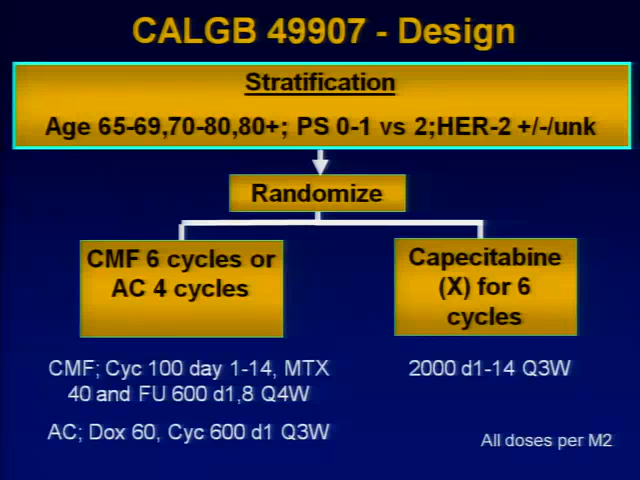 CALGB 49907 - Design
Stratification
Age 65-69,70-80,80+; PS 0-1 vs 2;HER-2 +/-/unk
Randomize
CMF 6 cycles or
AC 4 cycles
Capecitabine
(X) for 6
cycles
CMF; Cyc 100 day 1-14, MTX
40 and FU 600 d1,8 Q4W
AC; Dox 60, Cyc 600 d1 Q3W
2000 d1-14 Q3W
All doses per M2